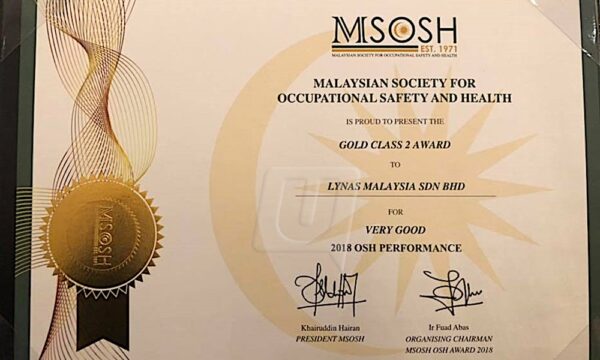 MSOSH
EST. 1971
MALAYSIAN SOCIETY FOR OCCUPATIONAL SAFETY AND HEALTH
MALAYSIAN SOCIETY FOR
OCCUPATIONAL SAFETY AND HEALTH
IS PROUD TO PRESENT THE
GOLD CLASS 2 AWARD
TO
LYNAS MALAYSIA SDN BHD
FOR
VERY GOOD
2018 OSH PERFORMANCE
MSOSH
Khairuddin Hairan
PRESIDENT MSOSH
Ir Fuad Abas
ORGANISING CHAIRMAN
MSOSH OSH AWARD 2018